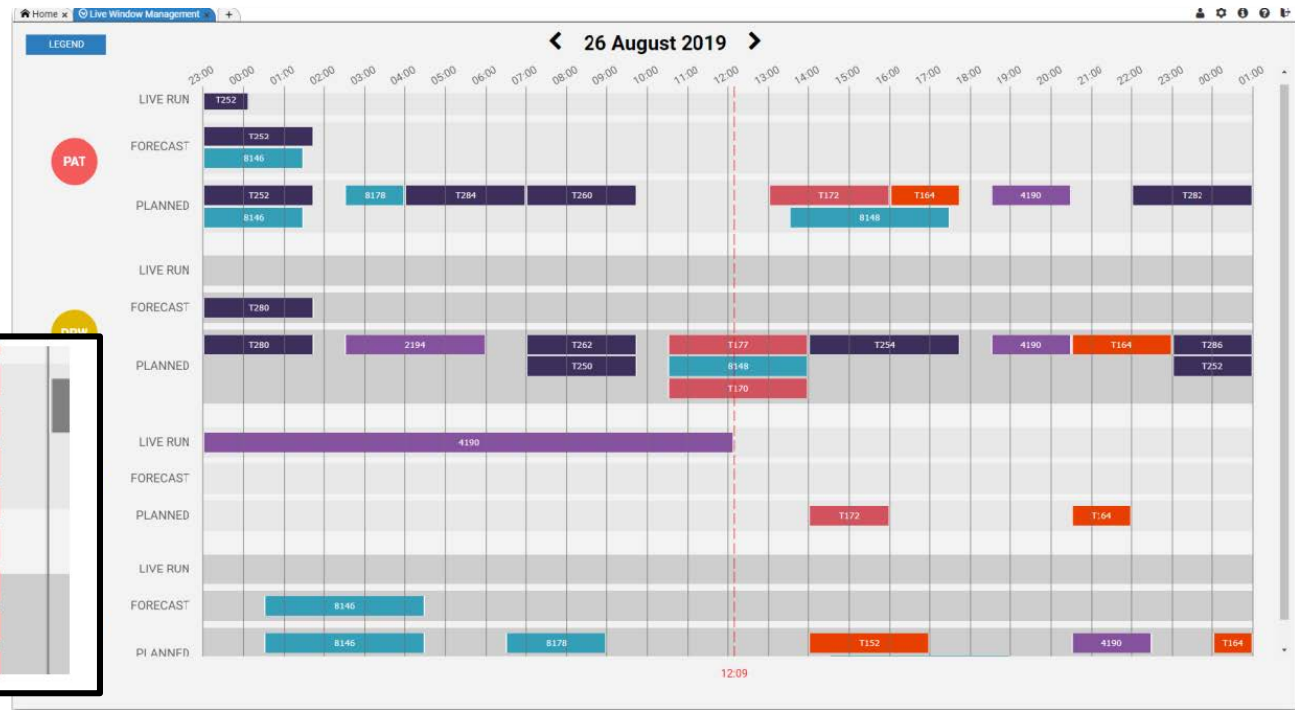 Home x Live Window Management x +
LEGEND
26 August 2019
23:00 00:00 01:00 02:00 03:00 04:00 05:00 06:00 07:00 08:00 09:00 10:00 11:00 12:00 13:00 14:00 15:00 16:00 17:00 18:00 19:00 20:00 21:00 22:00 23:00 00:00 01:00
LIVE RUN T252
PAT
FORECAST T252
8146
PLANNED T252 8178 T284 T260 T172 T164 4190 T282
8146 8148
LIVE RUN
FORECAST T280
PLANNED T280 2194 T262 T177 T254 4190 T164 T286
T250 8148 T252
T170
LIVE RUN 4190
FORECAST
PLANNED T172 T164
LIVE RUN
FORECAST 8146
PLANNED 8146 8178 T152 4190 T164
12:09